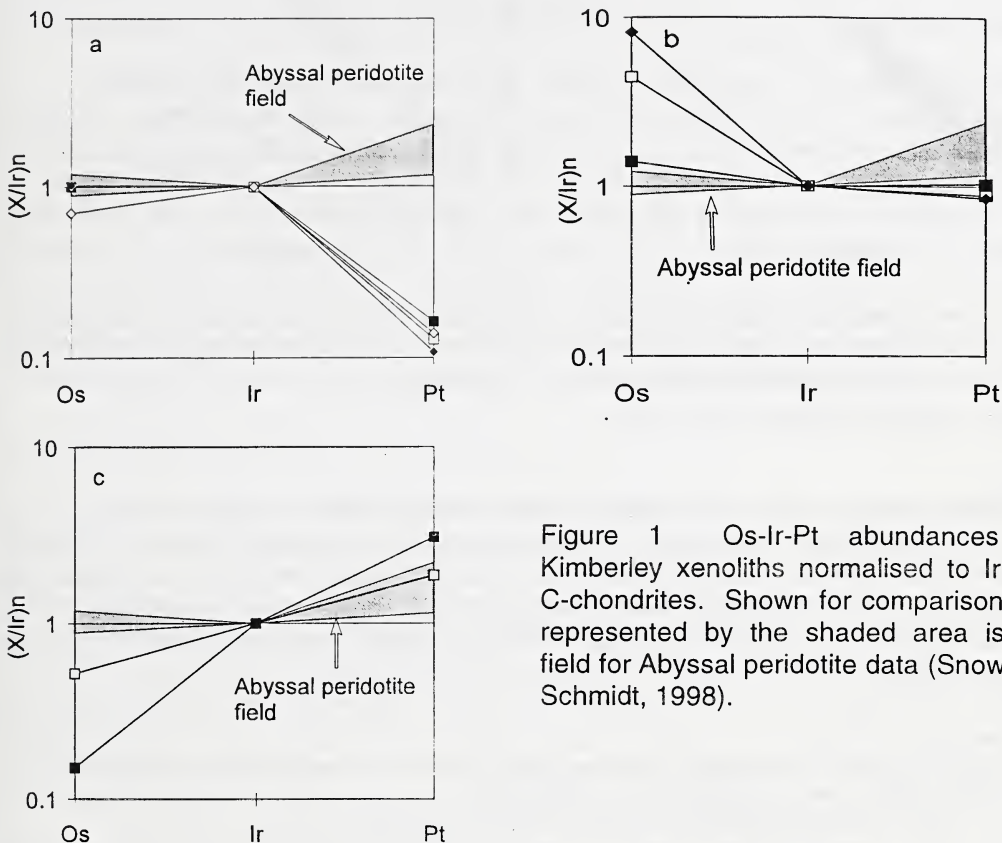 10
a
Abyssal peridotite
field
(X/Ir)n
1
0.1
Os Ir Pt
10
b
(X/Ir)n
1
Abyssal peridotite field
0.1
Os Ir Pt
10
c
(X/Ir)n
1
Abyssal peridotite
field
0.1
Os Ir Pt
Figure 1 Os-Ir-Pt abundances
Kimberley xenoliths normalised to Ir
C-chondrites. Shown for comparison
represented by the shaded area is
field for Abyssal peridotite data (Snow
Schmidt, 1998).